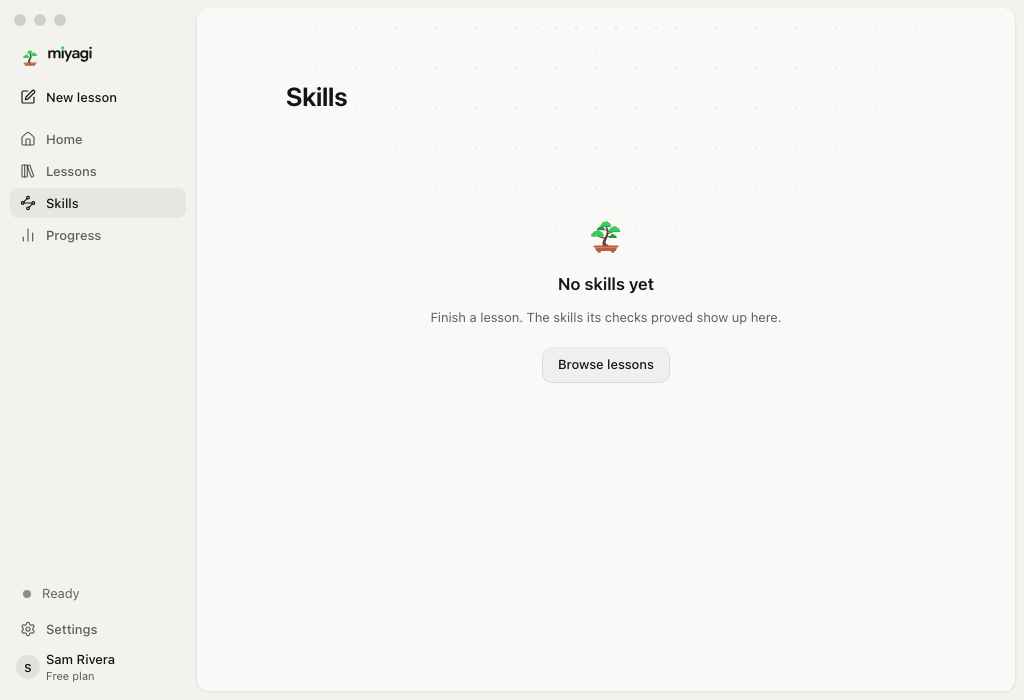 miyagi
New lesson
Home
Lessons
Skills
Progress
Ready
Settings
S
Sam Rivera
Free plan
Skills
No skills yet
Finish a lesson. The skills its checks proved show up here.
Browse lessons